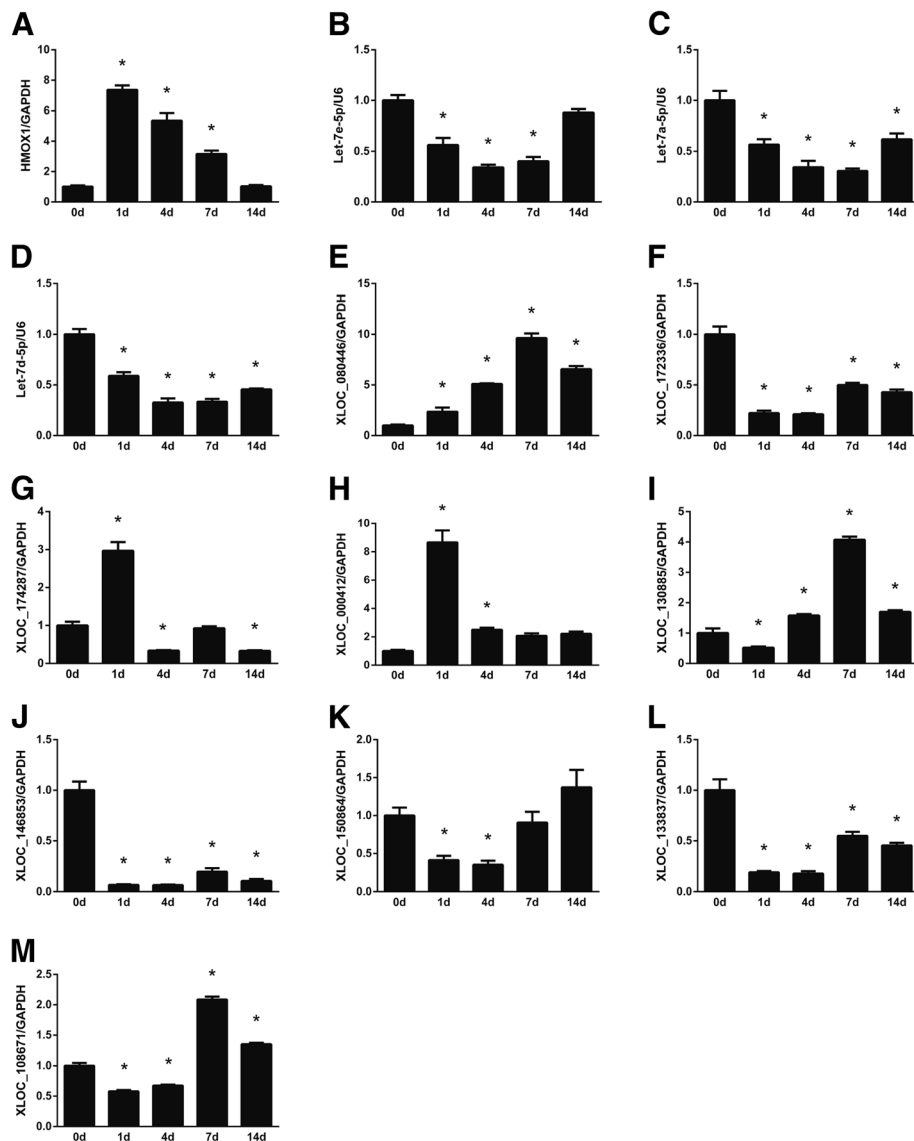 A
HMOX1/GAPDH
10
8
6
4
2
0
*
*
*
0d 1d 4d 7d 14d
B
Let-7e-5p/U6
1.5
1.0
0.5
0.0
*
*
*
0d 1d 4d 7d 14d
C
Let-7a-5p/U6
1.5
1.0
0.5
0.0
*
*
*
*
0d 1d 4d 7d 14d
D
Let-7d-5p/U6
1.5
1.0
0.5
0.0
*
*
*
*
0d 1d 4d 7d 14d
E
XLOC_080446/GAPDH
15
10
5
0
*
*
*
*
0d 1d 4d 7d 14d
F
XLOC_172336/GAPDH
1.5
1.0
0.5
0.0
*
*
*
*
0d 1d 4d 7d 14d
G
XLOC_174287/GAPDH
4
3
2
1
0
*
*
*
0d 1d 4d 7d 14d
H
XLOC_000412/GAPDH
10
8
6
4
2
0
*
*
0d 1d 4d 7d 14d
I
XLOC_130885/GAPDH
5
4
3
2
1
0
*
*
*
*
0d 1d 4d 7d 14d
J
XLOC_146853/GAPDH
1.5
1.0
0.5
0.0
*
*
*
*
0d 1d 4d 7d 14d
K
XLOC_150864/GAPDH
2.0
1.5
1.0
0.5
0.0
*
*
0d 1d 4d 7d 14d
L
XLOC_133837/GAPDH
1.5
1.0
0.5
0.0
*
*
*
*
0d 1d 4d 7d 14d
M
XLOC_108671/GAPDH
2.5
2.0
1.5
1.0
0.5
0.0
*
*
*
*
0d 1d 4d 7d 14d